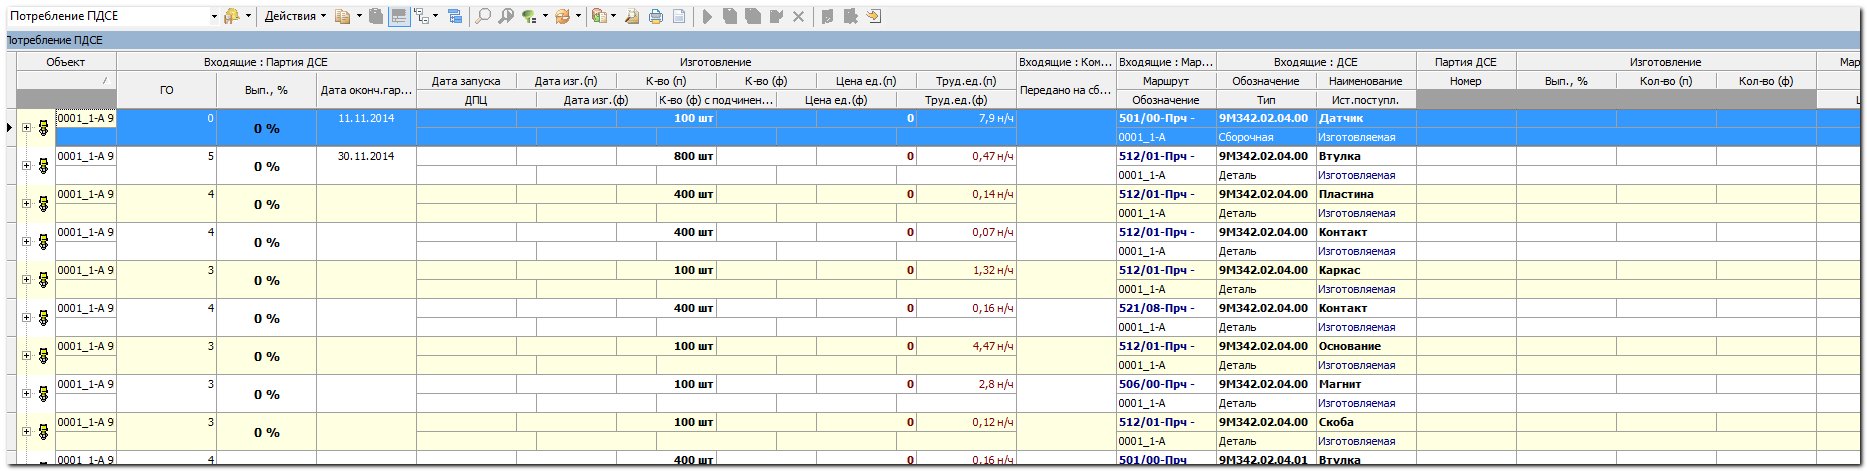 Потребление ПДСЕ Действия
Потребление ПДСЕ
Объект Входящие : Партия ДСЕ Изготовление Входящие : Ком... Входящие : Мар... Входящие : ДСЕ Партия ДСЕ Изготовление Мар
ГО Вып., % Дата оконч.гар... Дата запуска Дата изг.(п) К-во (п) К-во (ф) Цена ед.(п) Труд.ед.(п) Передано на сб... Маршрут Обозначение Наименование Номер Вып., % Кол-во (п) Кол-во (ф)
ДПЦ Дата изг.(ф) К-во (ф) с подчинен... Цена ед.(ф) Труд.ед.(ф) Обозначение Тип Ист.поступл.
0001_1-А 9 0 0 % 11.11.2014 100 шт 0 7,9 н/ч 501/00-Прч - 9М342.02.04.00 Датчик
0001_1-А Сборочная Изготовляемая
0001_1-А 9 5 0 % 30.11.2014 800 шт 0 0,47 н/ч 512/01-Прч - 9М342.02.04.00 Втулка
0001_1-А Деталь Изготовляемая
0001_1-А 9 4 0 % 400 шт 0 0,14 н/ч 512/01-Прч - 9М342.02.04.00 Пластина
0001_1-А Деталь Изготовляемая
0001_1-А 9 4 0 % 400 шт 0 0,07 н/ч 512/01-Прч - 9М342.02.04.00 Контакт
0001_1-А Деталь Изготовляемая
0001_1-А 9 3 0 % 100 шт 0 1,32 н/ч 512/01-Прч - 9М342.02.04.00 Каркас
0001_1-А Деталь Изготовляемая
0001_1-А 9 4 0 % 400 шт 0 0,16 н/ч 521/08-Прч - 9М342.02.04.00 Контакт
0001_1-А Деталь Изготовляемая
0001_1-А 9 3 0 % 100 шт 0 4,47 н/ч 512/01-Прч - 9М342.02.04.00 Основание
0001_1-А Деталь Изготовляемая
0001_1-А 9 3 0 % 100 шт 0 2,8 н/ч 506/00-Прч - 9М342.02.04.00 Магнит
0001_1-А Деталь Изготовляемая
0001_1-А 9 3 0 % 100 шт 0 0,12 н/ч 512/01-Прч - 9М342.02.04.00 Скоба
0001_1-А Деталь Изготовляемая
0001_1-А 9 4 400 шт 0 0,16 н/ч 501/00-Прч - 9М342.02.04.01 Втулка